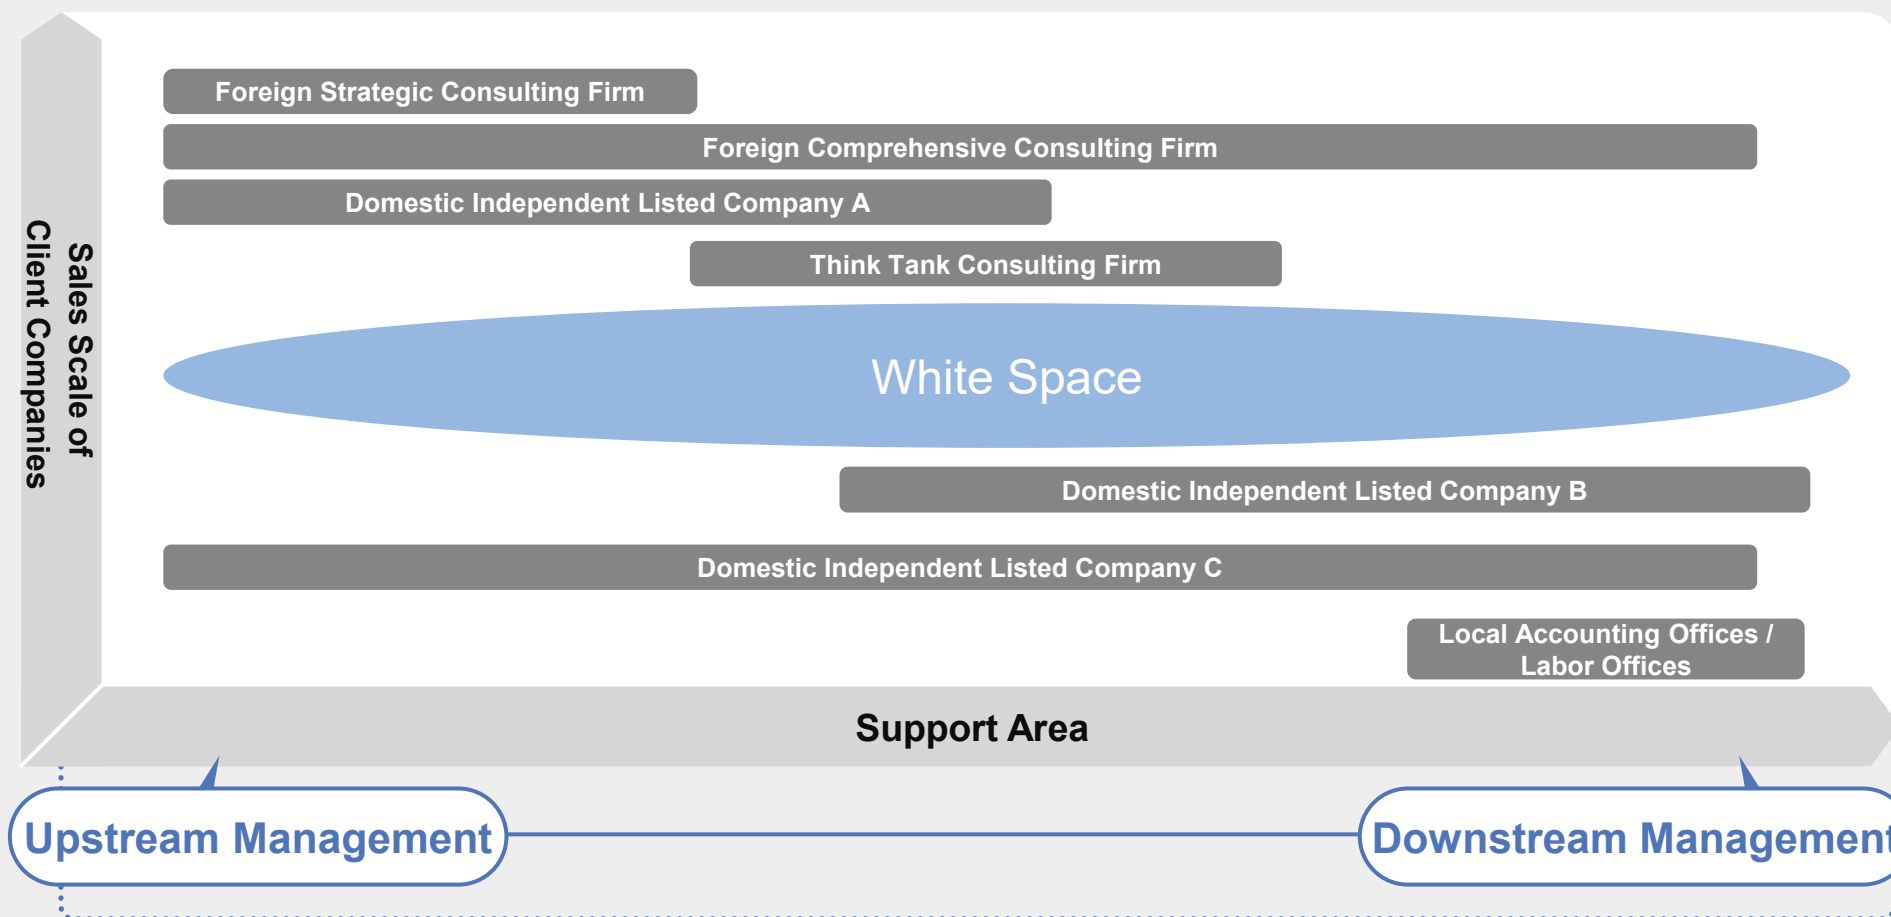 Foreign Strategic Consulting Firm
Foreign Comprehensive Consulting Firm
Domestic Independent Listed Company A
Think Tank Consulting Firm
Sales Scale of
Client Companies
White Space
Domestic Independent Listed Company B
Domestic Independent Listed Company C
Local Accounting Offices /
Labor Offices
Support Area
Upstream Management
Downstream Management